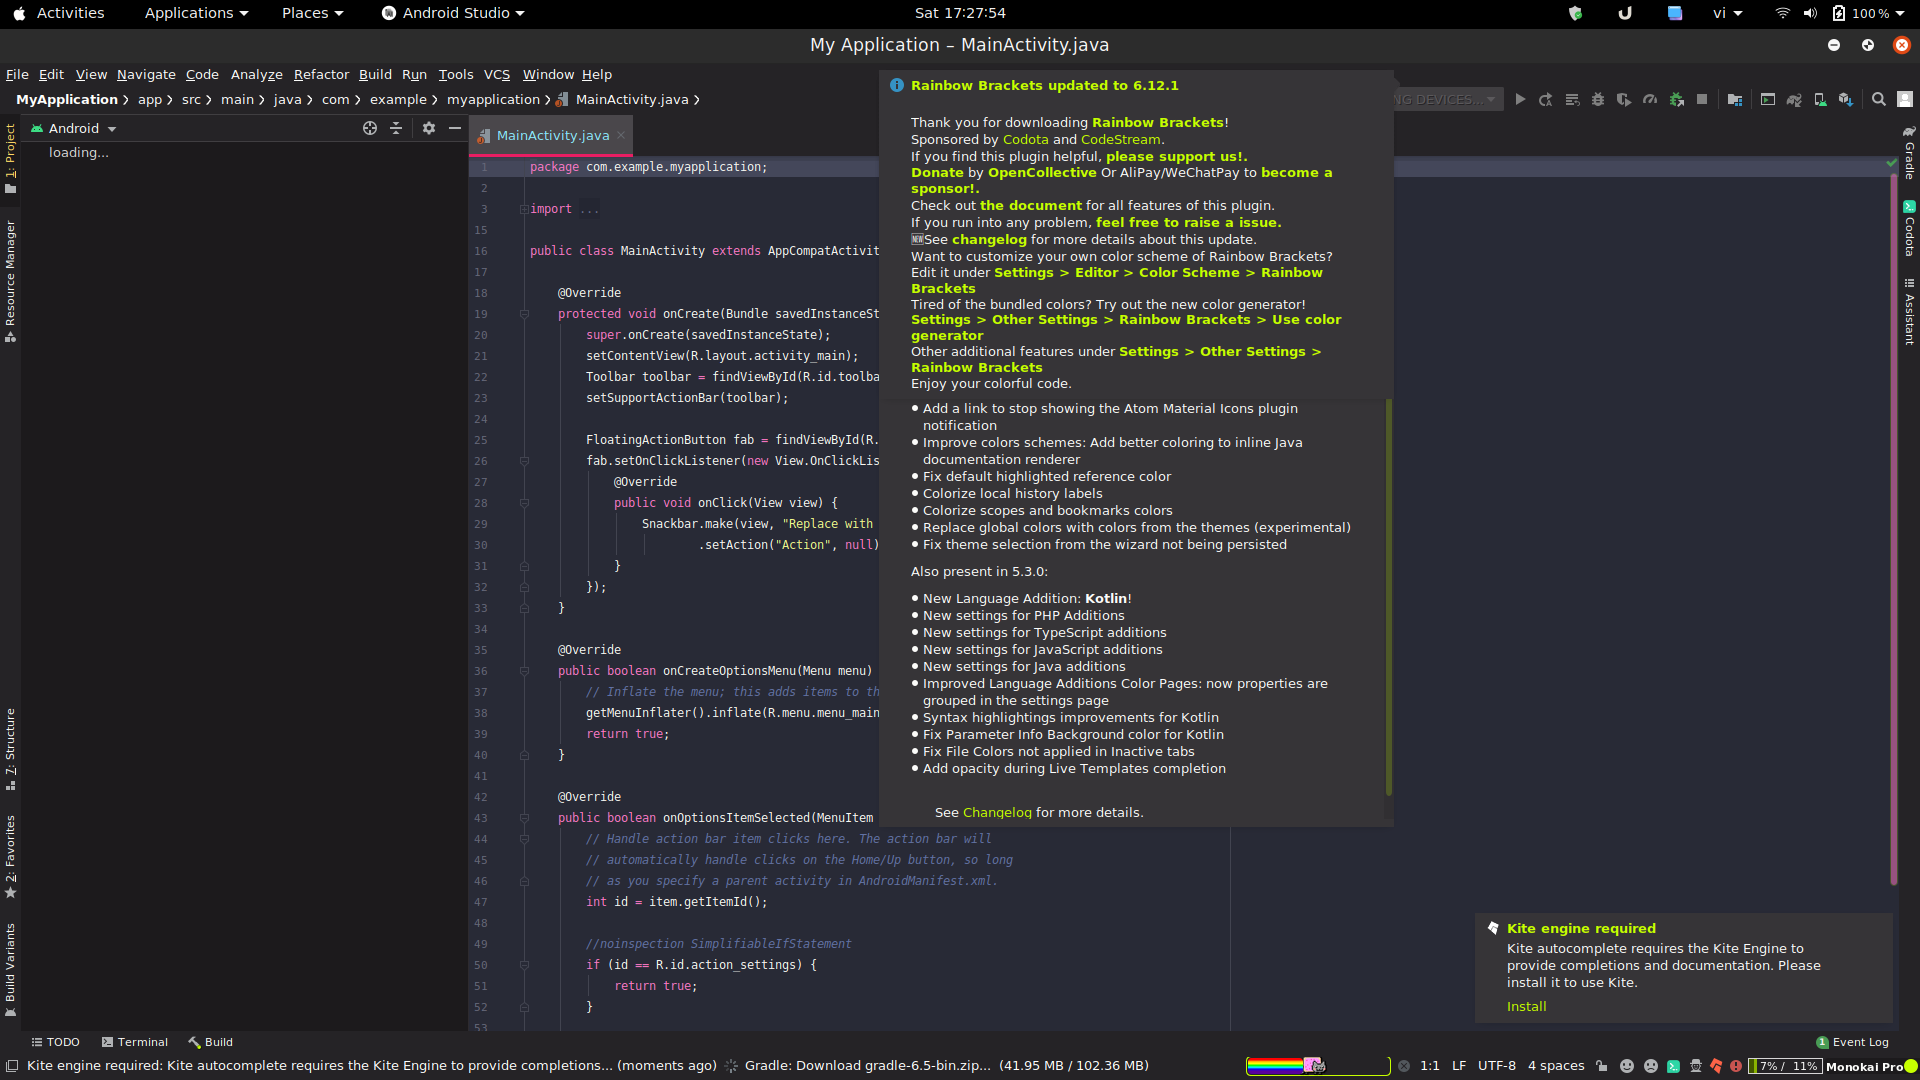 Activities Applications Places Android Studio Sat 17:27:54 vi 100%
My Application – MainActivity.java
File Edit View Navigate Code Analyze Refactor Build Run Tools VCS Window Help
MyApplication app src main java com example myapplication MainActivity.java
NG DEVICES...
Android
loading...
1: Project
Resource Manager
7: Structure
2: Favorites
Build Variants
MainActivity.java
1 package com.example.myapplication;
2
3 import ...
15
16 public class MainActivity extends AppCompatActivit
17
18 @Override
19 protected void onCreate(Bundle savedInstanceSt
20 super.onCreate(savedInstanceState);
21 setContentView(R.layout.activity_main);
22 Toolbar toolbar = findViewById(R.id.toolba
23 setSupportActionBar(toolbar);
24
25 FloatingActionButton fab = findViewById(R.
26 fab.setOnClickListener(new View.OnClickLis
27 @Override
28 public void onClick(View view) {
29 Snackbar.make(view, "Replace with
30 .setAction("Action", null)
31 }
32 });
33 }
34
35 @Override
36 public boolean onCreateOptionsMenu(Menu menu)
37 // Inflate the menu; this adds items to th
38 getMenuInflater().inflate(R.menu.menu_main
39 return true;
40 }
41
42 @Override
43 public boolean onOptionsItemSelected(MenuItem
44 // Handle action bar item clicks here. The action bar will
45 // automatically handle clicks on the Home/Up button, so long
46 // as you specify a parent activity in AndroidManifest.xml.
47 int id = item.getItemId();
48
49 //noinspection SimplifiableIfStatement
50 if (id == R.id.action_settings) {
51 return true;
52 }
53
Rainbow Brackets updated to 6.12.1
Thank you for downloading Rainbow Brackets!
Sponsored by Codota and CodeStream.
If you find this plugin helpful, please support us!.
Donate by OpenCollective Or AliPay/WeChatPay to become a
sponsor!.
Check out the document for all features of this plugin.
If you run into any problem, feel free to raise a issue.
🆕See changelog for more details about this update.
Want to customize your own color scheme of Rainbow Brackets?
Edit it under Settings > Editor > Color Scheme > Rainbow
Brackets
Tired of the bundled colors? Try out the new color generator!
Settings > Other Settings > Rainbow Brackets > Use color
generator
Other additional features under Settings > Other Settings >
Rainbow Brackets
Enjoy your colorful code.
• Add a link to stop showing the Atom Material Icons plugin
notification
• Improve colors schemes: Add better coloring to inline Java
documentation renderer
• Fix default highlighted reference color
• Colorize local history labels
• Colorize scopes and bookmarks colors
• Replace global colors with colors from the themes (experimental)
• Fix theme selection from the wizard not being persisted
Also present in 5.3.0:
• New Language Addition: Kotlin!
• New settings for PHP Additions
• New settings for TypeScript additions
• New settings for JavaScript additions
• New settings for Java additions
• Improved Language Additions Color Pages: now properties are
grouped in the settings page
• Syntax highlightings improvements for Kotlin
• Fix Parameter Info Background color for Kotlin
• Fix File Colors not applied in Inactive tabs
• Add opacity during Live Templates completion
See Changelog for more details.
Gradle
Codota
Assistant
Kite engine required
Kite autocomplete requires the Kite Engine to
provide completions and documentation. Please
install it to use Kite.
Install
TODO Terminal Build 1 Event Log
Kite engine required: Kite autocomplete requires the Kite Engine to provide completions... (moments ago) Gradle: Download gradle-6.5-bin.zip... (41.95 MB / 102.36 MB) 1:1 LF UTF-8 4 spaces 7% / 11% Monokai Pro